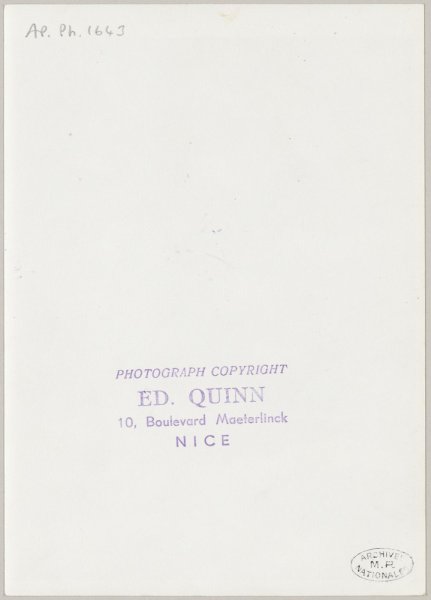 AP. Ph. 1643
PHOTOGRAPH COPYRIGHT
ED. QUINN
10, Boulevard Maeterlinck
NICE
ARCHIVES
M.P.
NATIONALES